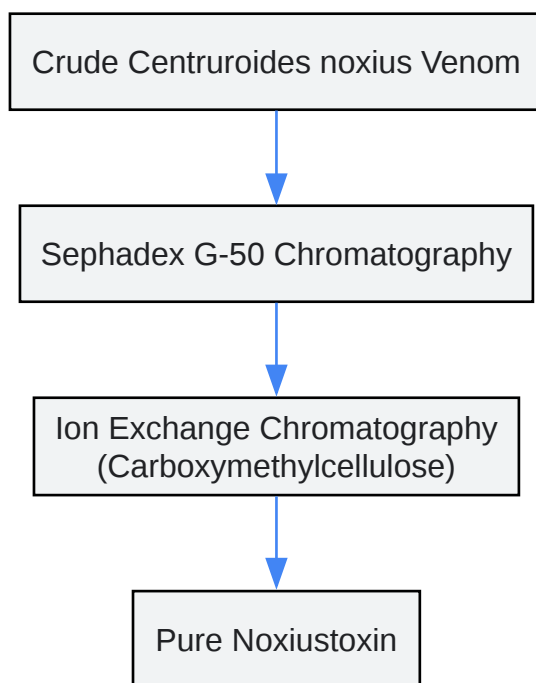 Crude Centruroides noxius Venom
Sephadex G-50 Chromatography
Ion Exchange Chromatography
(Carboxymethylcellulose)
Pure Noxiustoxin